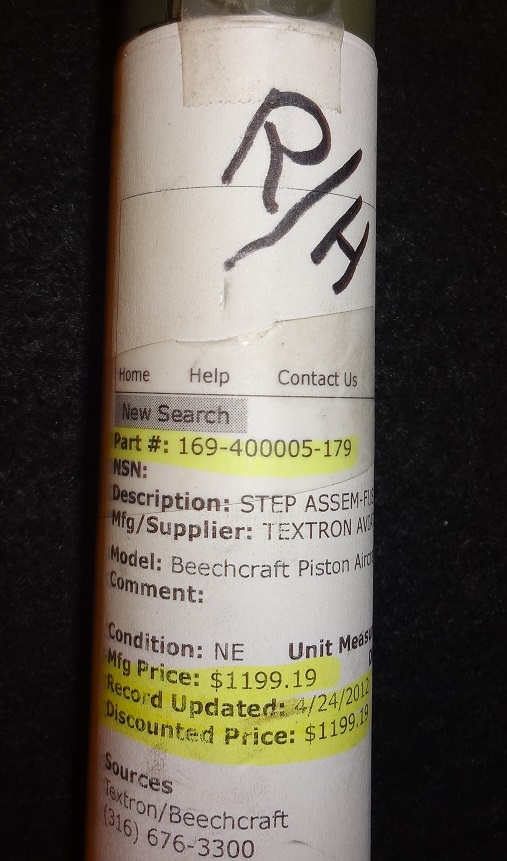 R/H
Home Help Contact Us
New Search
Part #: 169-400005-179
NSN:
Description: STEP ASSEM-FUS
Mfg/Supplier: TEXTRON
Model: Beechcraft Piston
Comment:
Condition: NE Unit
Mfg Price: $1199.19
Record Updated: 4/24/2012
Discounted Price: $1199.19
Sources
Textron/Beechcraft
(316) 676-3300